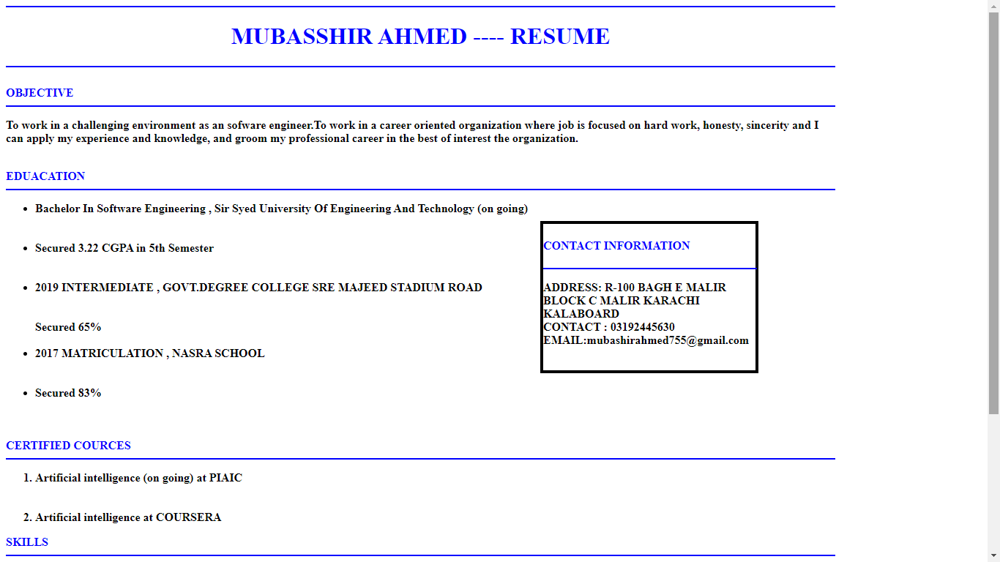 MUBASSHIR AHMED ---- RESUME
OBJECTIVE
To work in a challenging environment as an sofware engineer.To work in a career oriented organization where job is focused on hard work, honesty, sincerity and I
can apply my experience and knowledge, and groom my professional career in the best of interest the organization.
EDUACATION
• Bachelor In Software Engineering , Sir Syed University Of Engineering And Technology (on going)
• Secured 3.22 CGPA in 5th Semester
• 2019 INTERMEDIATE , GOVT.DEGREE COLLEGE SRE MAJEED STADIUM ROAD
Secured 65%
• 2017 MATRICULATION , NASRA SCHOOL
• Secured 83%
CONTACT INFORMATION
ADDRESS: R-100 BAGH E MALIR
BLOCK C MALIR KARACHI
KALABOARD
CONTACT : 03192445630
EMAIL:mubashirahmed755@gmail.com
CERTIFIED COURCES
1. Artificial intelligence (on going) at PIAIC
2. Artificial intelligence at COURSERA
SKILLS